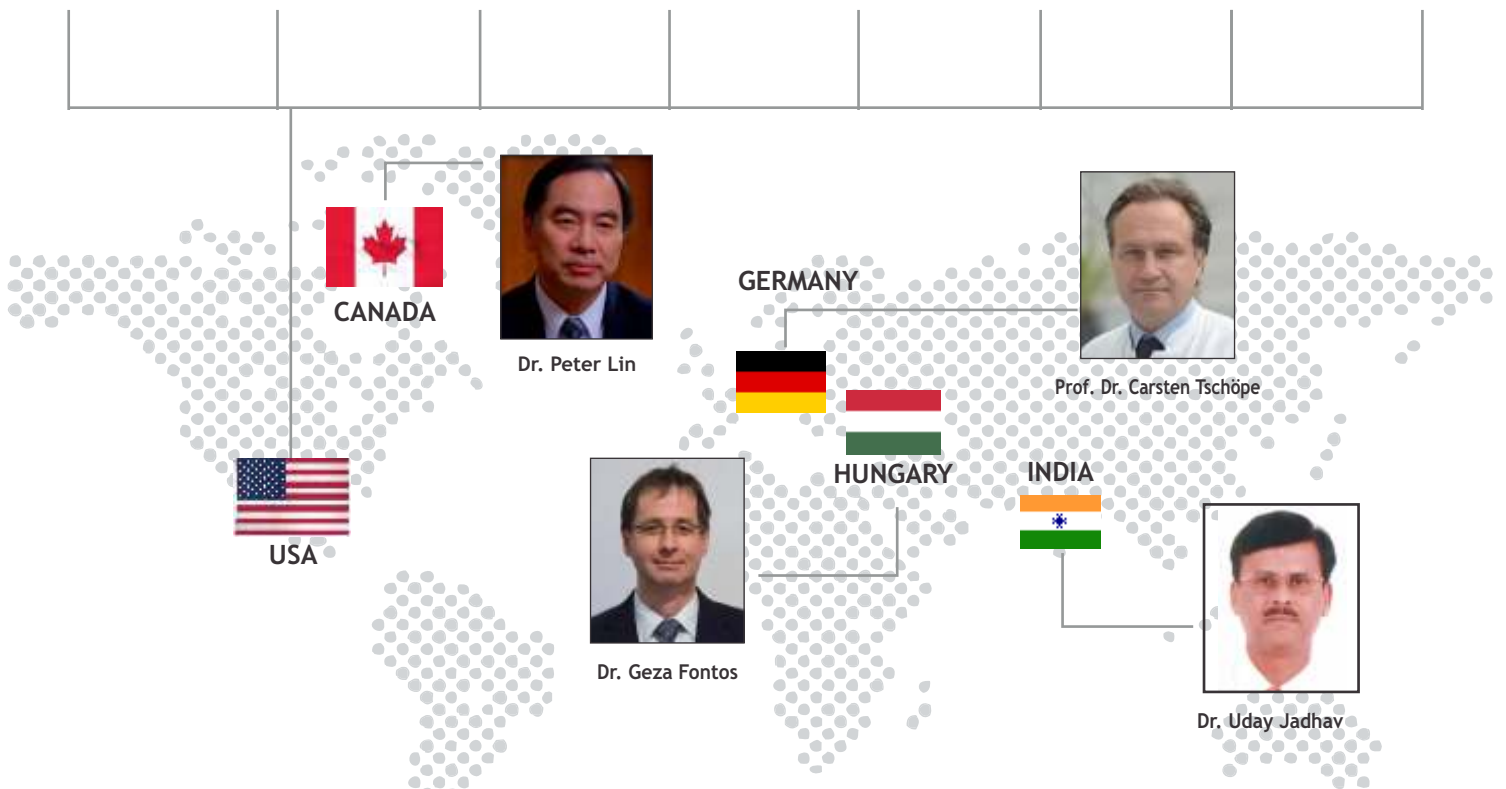 CANADA
Dr. Peter Lin
GERMANY
Prof. Dr. Carsten Tschöpe
HUNGARY
INDIA
USA
Dr. Geza Fontos
Dr. Uday Jadhav